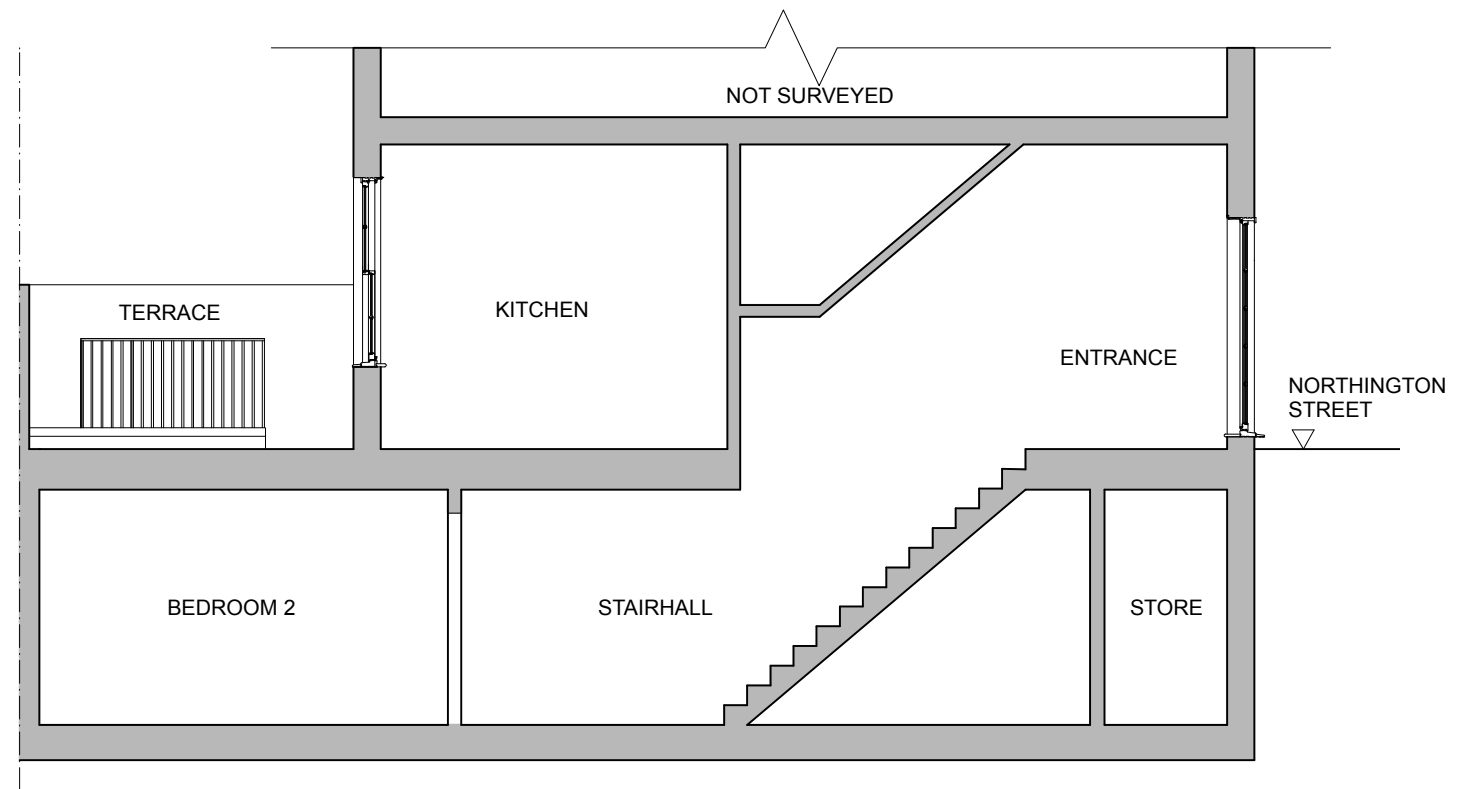 NOT SURVEYED
TERRACE
KITCHEN
ENTRANCE
NORTHINGTON
STREET
BEDROOM 2
STAIRHALL
STORE